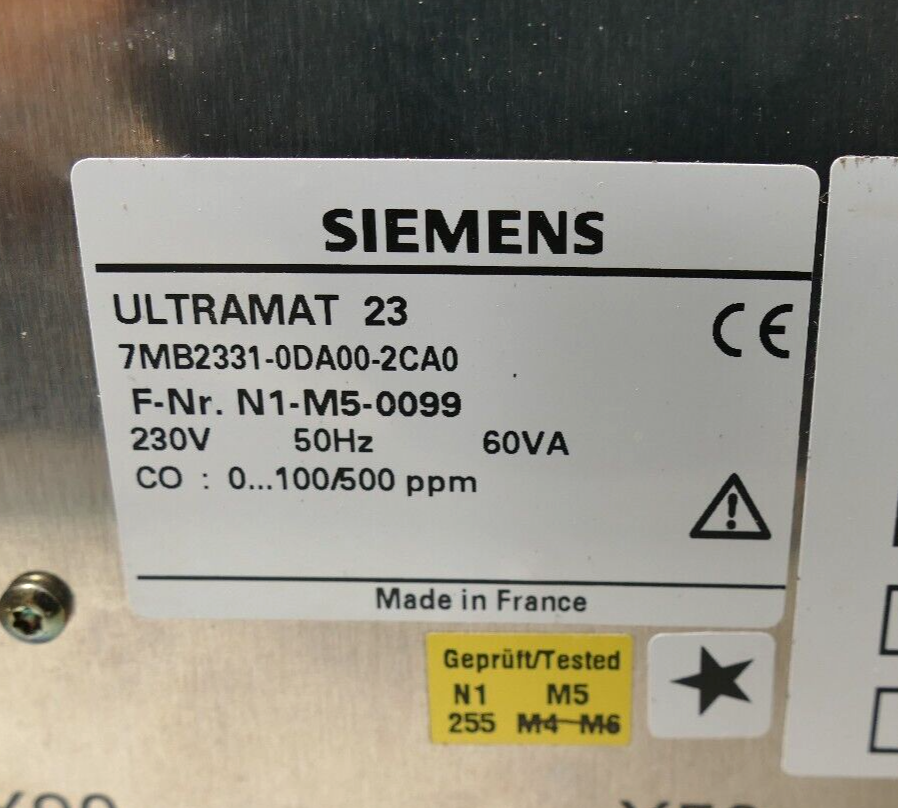 SIEMENS
ULTRAMAT 23
CE
7MB2331-0DA00-2CA0
F-Nr. N1-M5-0099
230V 50Hz 60VA
CO : 0...100/500 ppm
Made in France
Geprüft/Tested
N1 M5
255 M4 M6